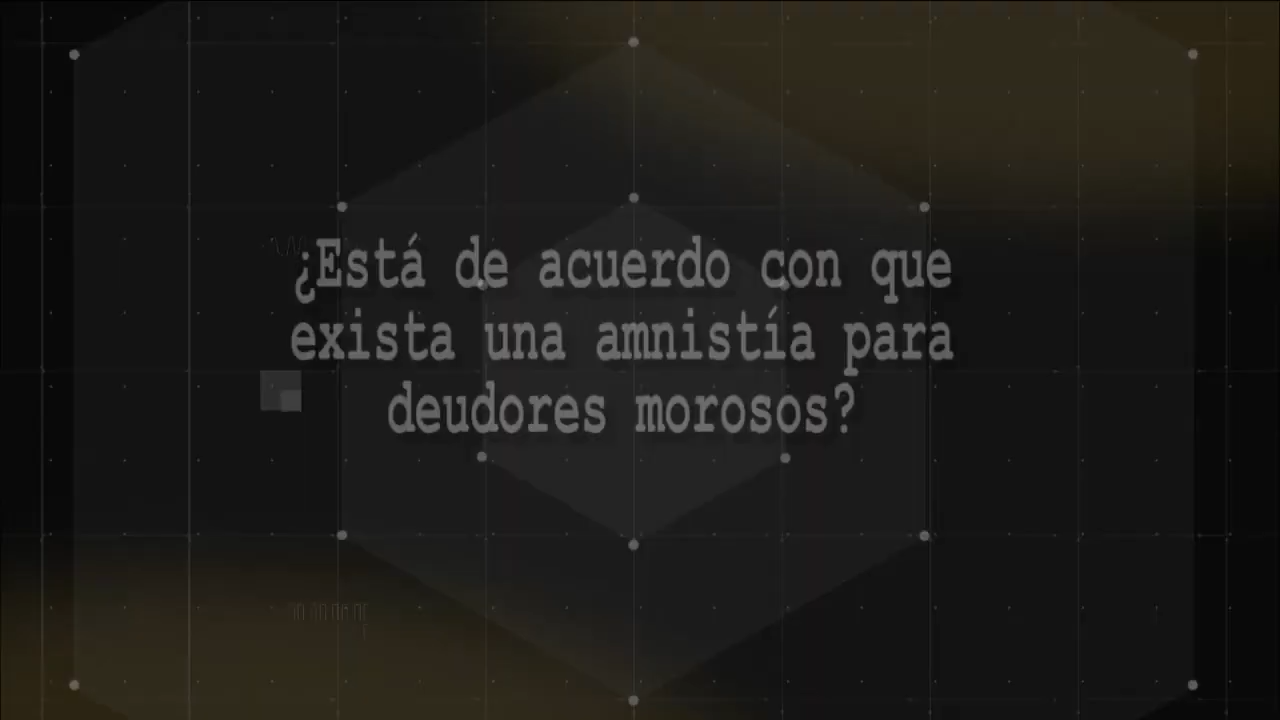 ¿Está de acuerdo con que
exista una amnistía para
deudores morosos?